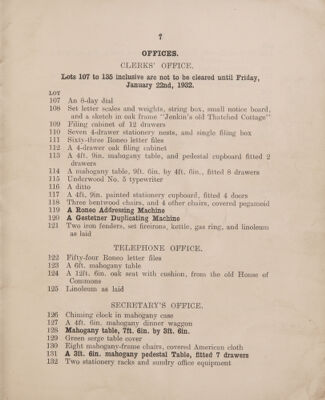 7
OFFICES.
CLERKS' OFFICE.
Lots 107 to 135 inclusive are not to be cleared until Friday,
January 22nd, 1932.
LOT
107 An 8-day dial
108 Set letter scales and weights, string box, small notice board,
and a sketch in oak frame "Jenkin's old Thatched Cottage"
109 Filing cabinet of 12 drawers
110 Seven 4-drawer stationery nests, and single filing box
111 Sixty-three Roneo letter files
112 A 4-drawer oak filing cabinet
113 A 4ft. 9in. mahogany table, and pedestal cupboard fitted 2
drawers
114 A mahogany table, 9ft. 6in. by 4ft. 6in., fitted 8 drawers
115 Underwood No. 5 typewriter
116 A ditto
117 A 4ft. 9in. painted stationery cupboard, fitted 4 doors
118 Three bentwood chairs, and 4 other chairs, covered pegamoid
119 A Roneo Addressing Machine
120 A Gesteiner Duplicating Machine
121 Two iron fenders, set fireirons, kettle, gas ring, and linoleum
as laid
TELEPHONE OFFICE.
122 Fifty-four Roneo letter files
123 A 6ft. mahogany table
124 A 12ft. 6in. oak seat with cushion, from the old House of
Commons
125 Linoleum as laid
SECRETARY'S OFFICE.
126 Chiming clock in mahogany case
127 A 4ft. 6in. mahogany dinner waggon
128 Mahogany table, 7ft. 6in. by 3ft. 6in.
129 Green serge table cover
130 Eight mahogany-frame chairs, covered American cloth
131 A 3ft. 6in. mahogany pedestal Table, fitted 7 drawers
132 Two stationery racks and sundry office equipment